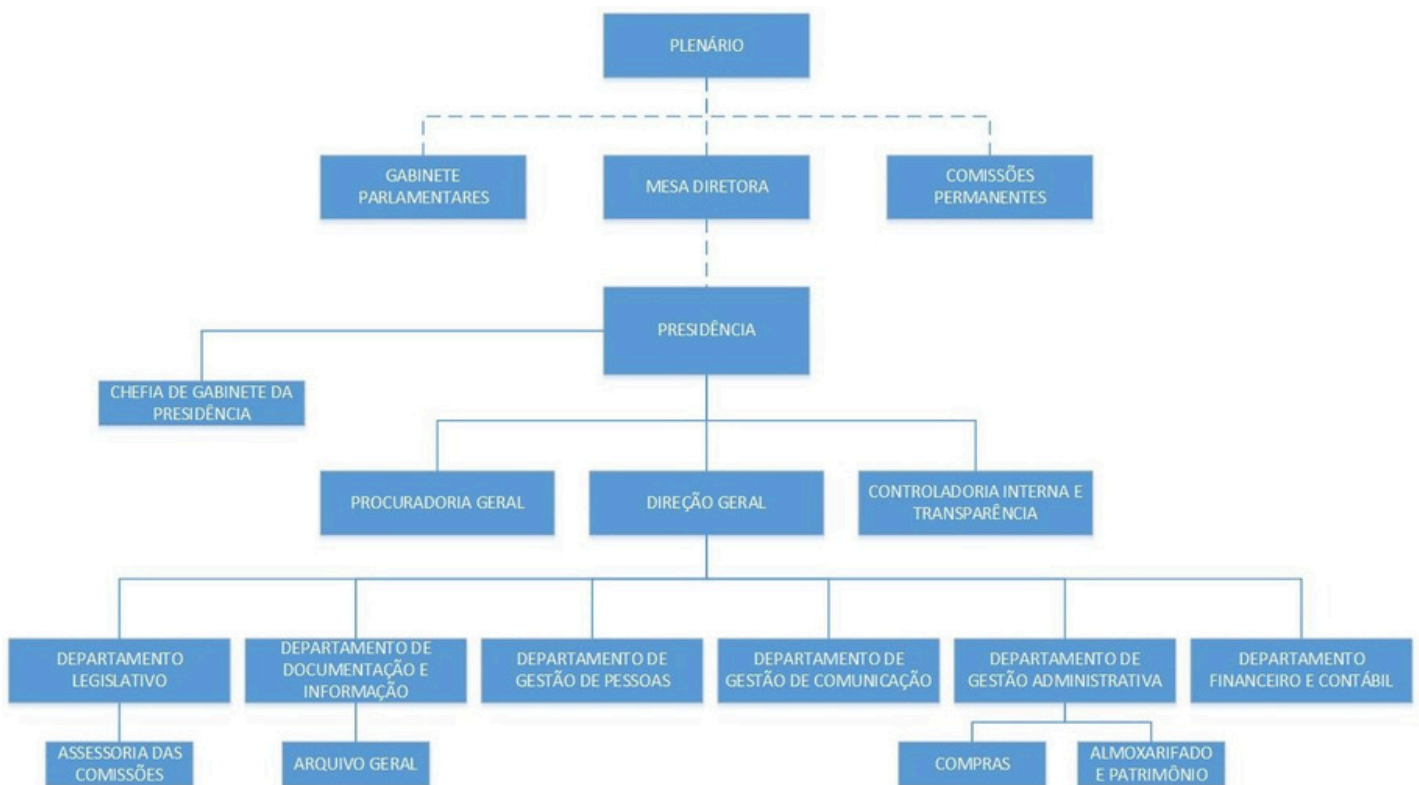 PLENÁRIO
GABINETE
PARLAMENTARES
MESA DIRETORA
COMISSÕES
PERMANENTES
PRESIDÊNCIA
CHEFIA DE GABINETE DA
PRESIDÊNCIA
PROCURADORIA GERAL
DIREÇÃO GERAL
CONTROLADORIA INTERNA E
TRANSPARÊNCIA
DEPARTAMENTO
LEGISLATIVO
DEPARTAMENTO DE
DOCUMENTAÇÃO E
INFORMAÇÃO
DEPARTAMENTO DE
GESTÃO DE PESSOAS
DEPARTAMENTO DE
GESTÃO DE COMUNICAÇÃO
DEPARTAMENTO DE
GESTÃO ADMINISTRATIVA
DEPARTAMENTO
FINANCEIRO E CONTÁBIL
ASSESSORIA DAS
COMISSÕES
ARQUIVO GERAL
COMPRAS
ALMOXARIFADO
E PATRIMÔNIO